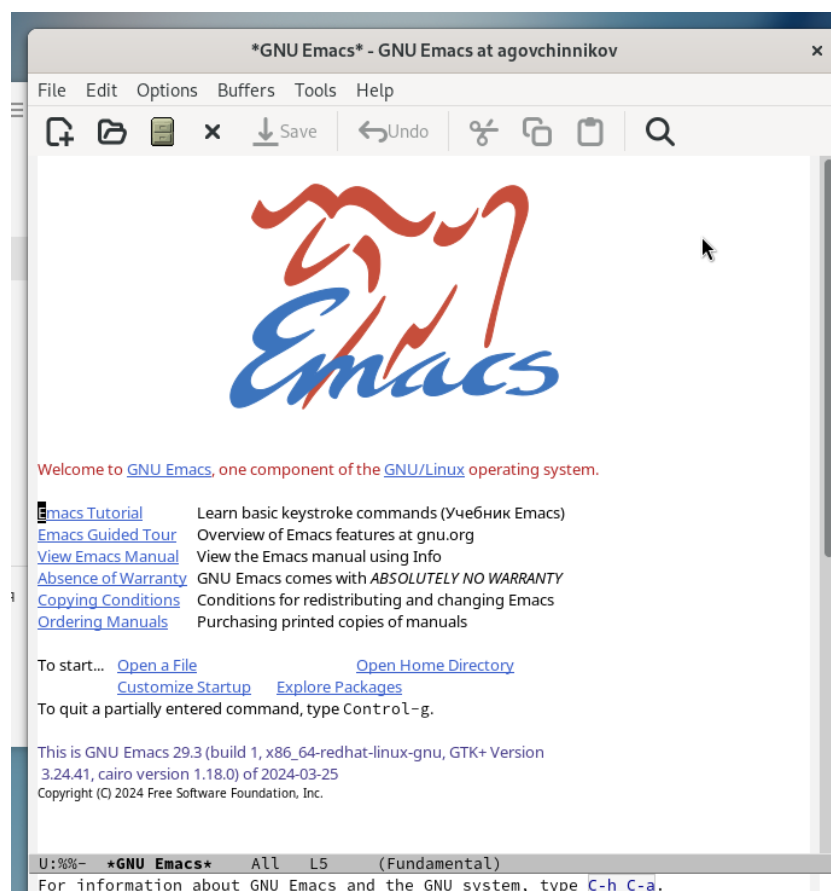 *GNU Emacs* - GNU Emacs at agovchinnikov
File Edit Options Buffers Tools Help
Save Undo
Emacs
Welcome to GNU Emacs, one component of the GNU/Linux operating system.
Emacs Tutorial Learn basic keystroke commands (Учебник Emacs)
Emacs Guided Tour Overview of Emacs features at gnu.org
View Emacs Manual View the Emacs manual using Info
Absence of Warranty GNU Emacs comes with ABSOLUTELY NO WARRANTY
Copying Conditions Conditions for redistributing and changing Emacs
Ordering Manuals Purchasing printed copies of manuals
To start... Open a File Open Home Directory
Customize Startup Explore Packages
To quit a partially entered command, type Control-g.
This is GNU Emacs 29.3 (build 1, x86_64-redhat-linux-gnu, GTK+ Version
3.24.41, cairo version 1.18.0) of 2024-03-25
Copyright (C) 2024 Free Software Foundation, Inc.
U:%%- *GNU Emacs* All L5 (Fundamental)
For information about GNU Emacs and the GNU system, type C-h C-a.